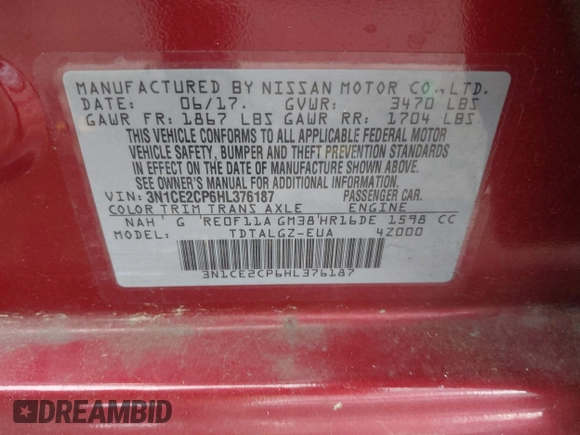 MANUFACTURED BY NISSAN MOTOR CO.,LTD.
DATE: 06/17. GVWR: 3470 LBS
GAWR FR: 1867 LBS GAWR RR: 1704 LBS
THIS VEHICLE CONFORMS TO ALL APPLICABLE FEDERAL MOTOR
VEHICLE SAFETY, BUMPER AND THEFT PREVENTION STANDARDS
IN EFFECT ON THE DATE OF MANUFACTURE SHOWN ABOVE.
SEE OWNER'S MANUAL FOR ADDITIONAL INFORMATION
VIN: 3N1CE2CP6HL376187 PASSENGER CAR.
COLOR TRIM TRANS AXLE ENGINE
NAH ' G 'RE0F11A GM38'HR16DE 1598 CC
MODEL: TDTALGZ-EUA 4Z000
3N1CE2CP6HL376187
DREAMBID